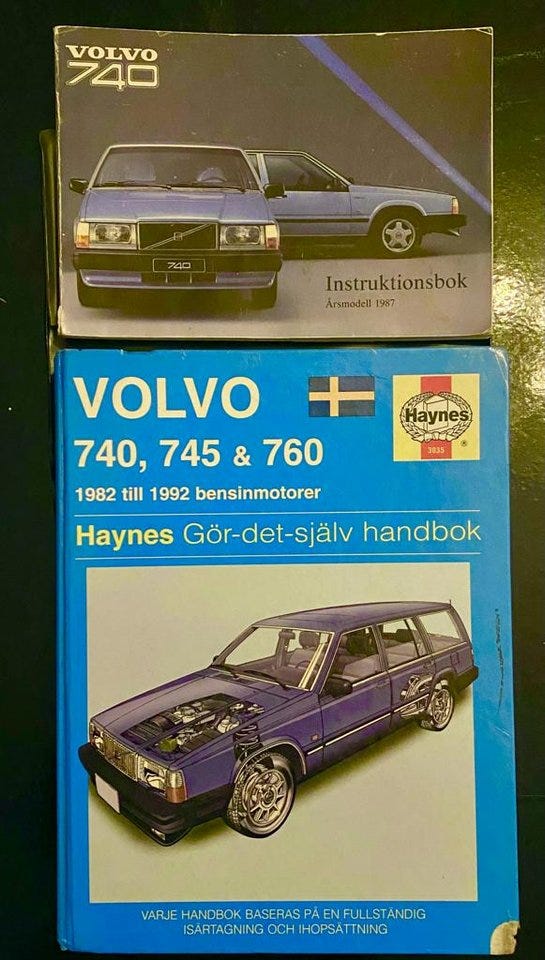 VOLVO
740
740
Instruktionsbok
Årsmodell 1987
VOLVO
Haynes
®
3035
740, 745 & 760
1982 till 1992 bensinmotorer
Haynes Gör-det-själv handbok
VARJE HANDBOK BASERAS PÅ EN FULLSTÄNDIG
ISÄRTAGNING OCH IHOPSÄTTNING